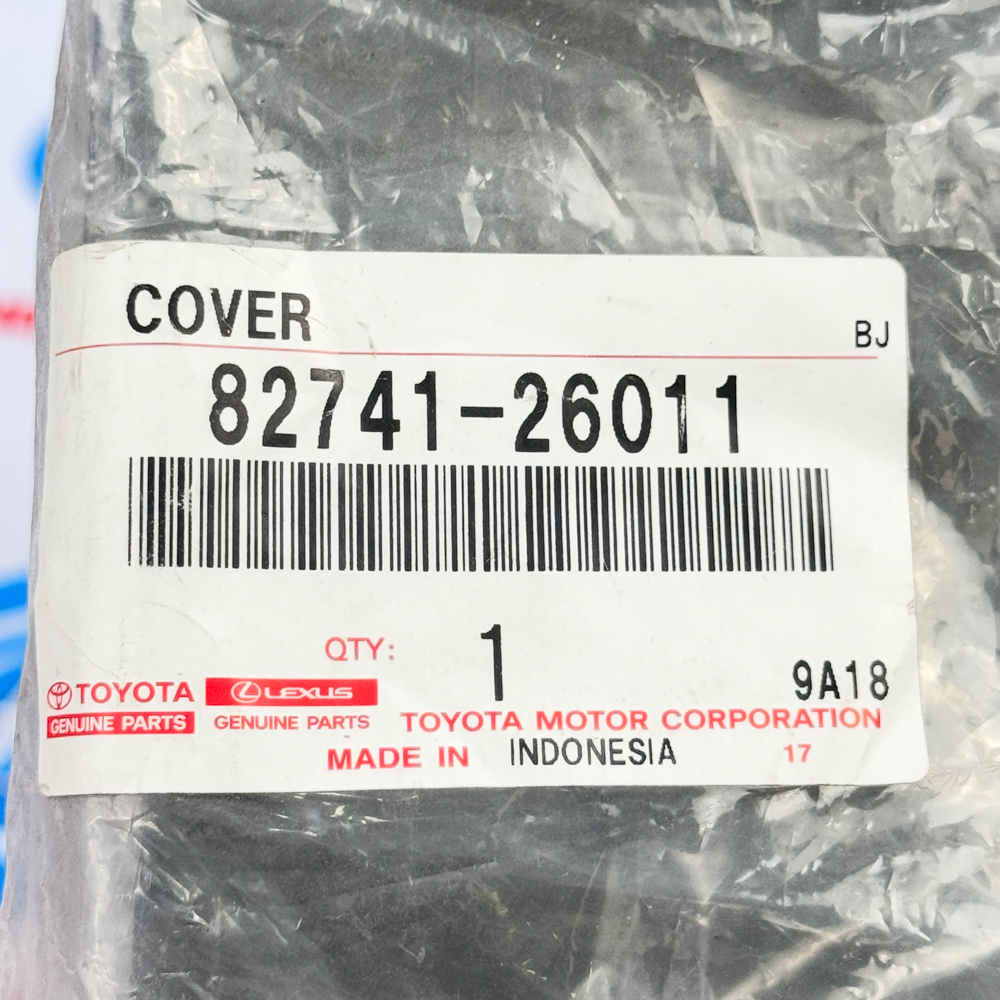 COVER
BJ
82741-26011
QTY: 1
9A18
TOYOTA LEXUS
GENUINE PARTS GENUINE PARTS TOYOTA MOTOR CORPORATION
MADE IN INDONESIA 17